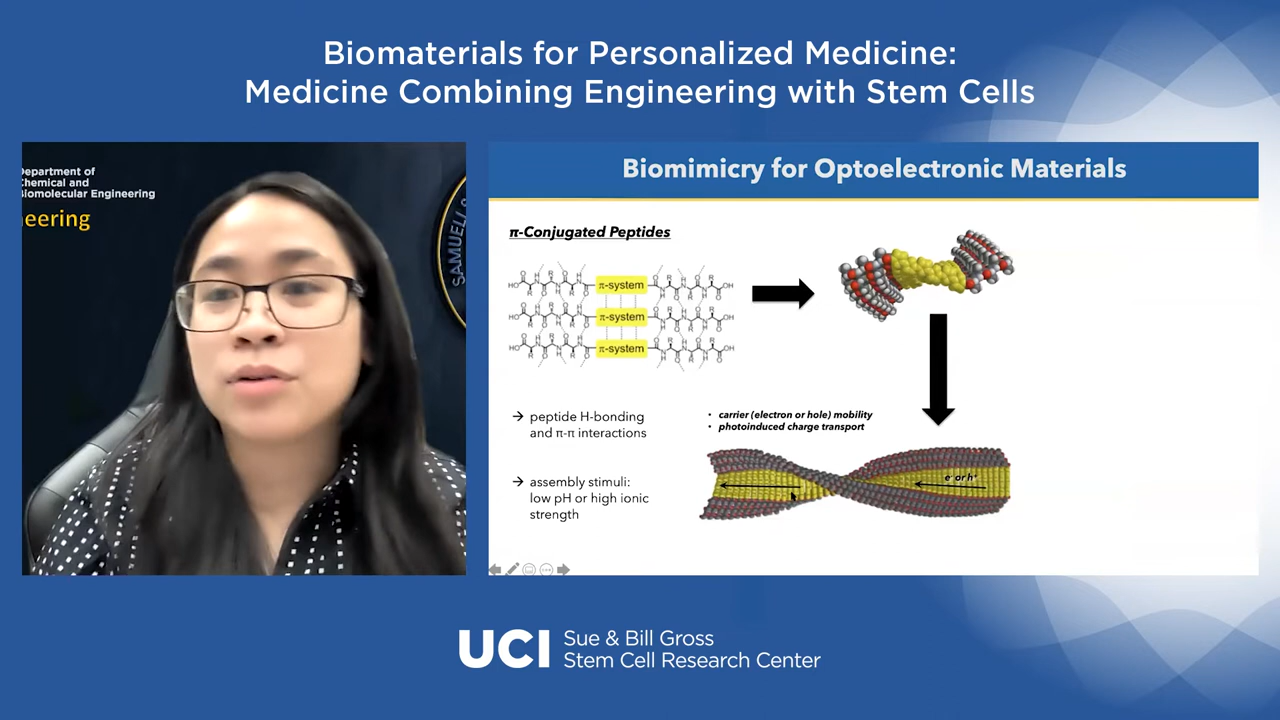 Biomaterials for Personalized Medicine:
Medicine Combining Engineering with Stem Cells
Department of
Chemical and
Biomolecular Engineering
neering
SAMUELI S
Biomimicry for Optoelectronic Materials
π-Conjugated Peptides
π-system
π-system
π-system
→ peptide H-bonding
and π-π interactions
→ assembly stimuli:
low pH or high ionic
strength
• carrier (electron or hole) mobility
• photoinduced charge transport
e⁻ or h⁺
UCI Sue & Bill Gross
Stem Cell Research Center